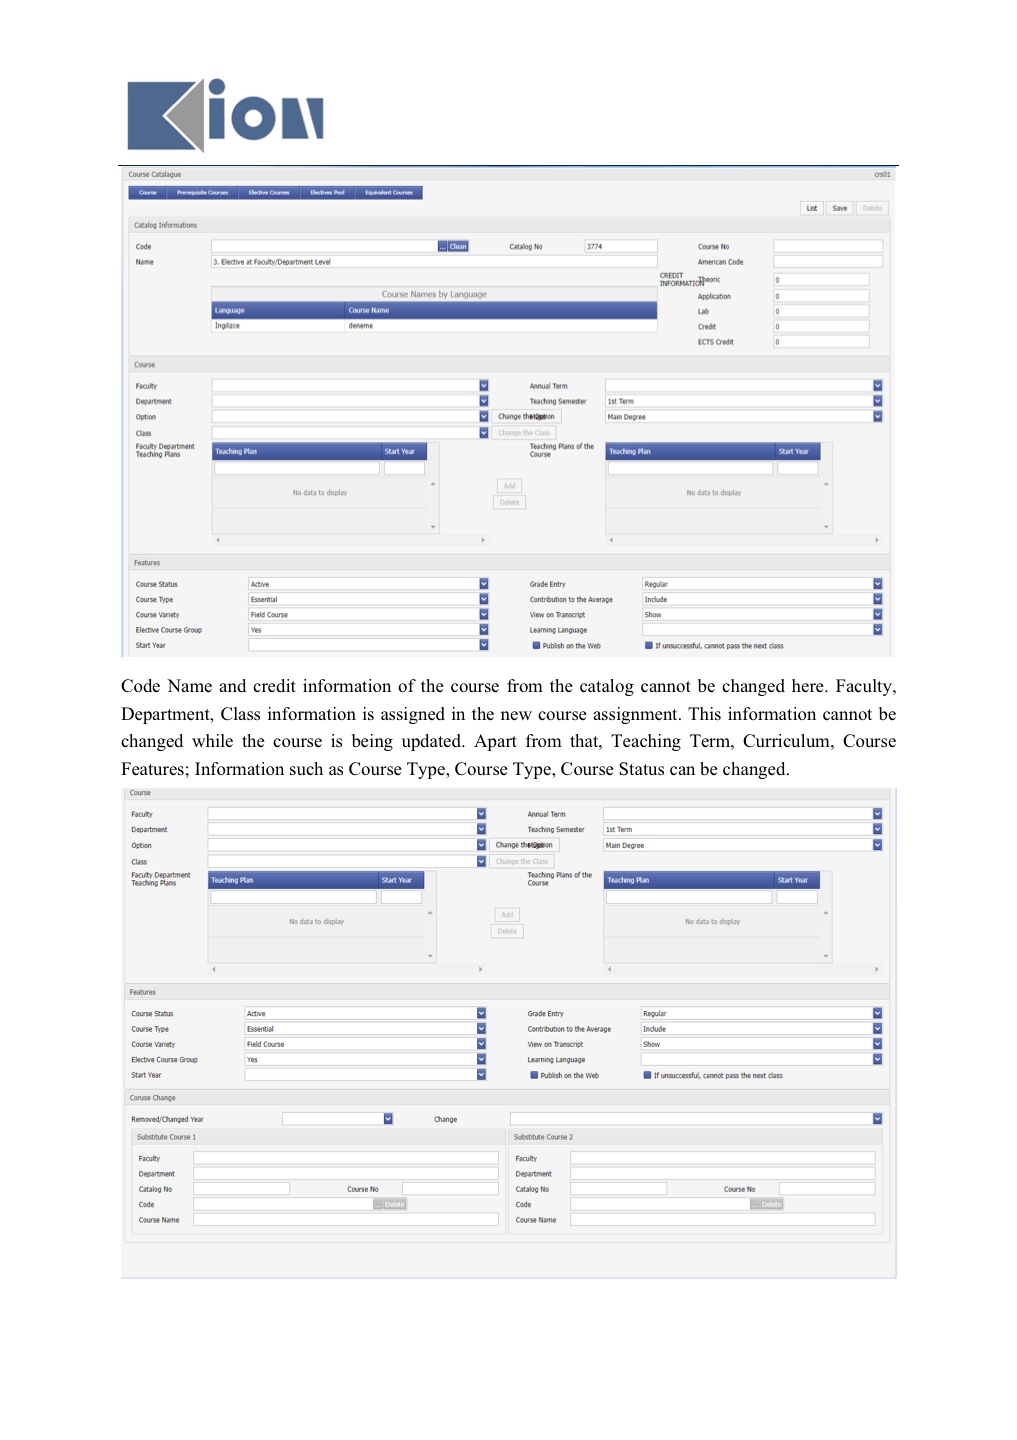 Kion
Course Catalague crs01
Course Prerequisite Courses Elective Courses Electives Pool Equivalent Courses
List Save Delete
Catalog Informations
Code ... Clean Catalog No 3774 Course No
Name 3. Elective at Faculty/Department Level American Code
CREDIT INFORMATION Theoric 0
Course Names by Language Application 0
Language Course Name Lab 0
Ingilizce deneme Credit 0
ECTS Credit 0
Course
Faculty Annual Term
Department Teaching Semester 1st Term
Option Change the Option Main Degree
Class Change the Class
Faculty Department Teaching Plans Teaching Plan Start Year Teaching Plans of the Course Teaching Plan Start Year
No data to display Add No data to display
Delete
Features
Course Status Active Grade Entry Regular
Course Type Essential Contribution to the Average Include
Course Variety Field Course View on Transcript Show
Elective Course Group Yes Learning Language
Start Year Publish on the Web If unsuccessful, cannot pass the next class
Code Name and credit information of the course from the catalog cannot be changed here. Faculty,
Department, Class information is assigned in the new course assignment. This information cannot be
changed while the course is being updated. Apart from that, Teaching Term, Curriculum, Course
Features; Information such as Course Type, Course Type, Course Status can be changed.
Course
Faculty Annual Term
Department Teaching Semester 1st Term
Option Change the Option Main Degree
Class Change the Class
Faculty Department Teaching Plans Teaching Plan Start Year Teaching Plans of the Course Teaching Plan Start Year
No data to display Add No data to display
Delete
Features
Course Status Active Grade Entry Regular
Course Type Essential Contribution to the Average Include
Course Variety Field Course View on Transcript Show
Elective Course Group Yes Learning Language
Start Year Publish on the Web If unsuccessful, cannot pass the next class
Coruse Change
Removed/Changed Year Change
Substitute Course 1 Substitute Course 2
Faculty Faculty
Department Department
Catalog No Course No Catalog No Course No
Code ... Delete Code ... Delete
Course Name Course Name